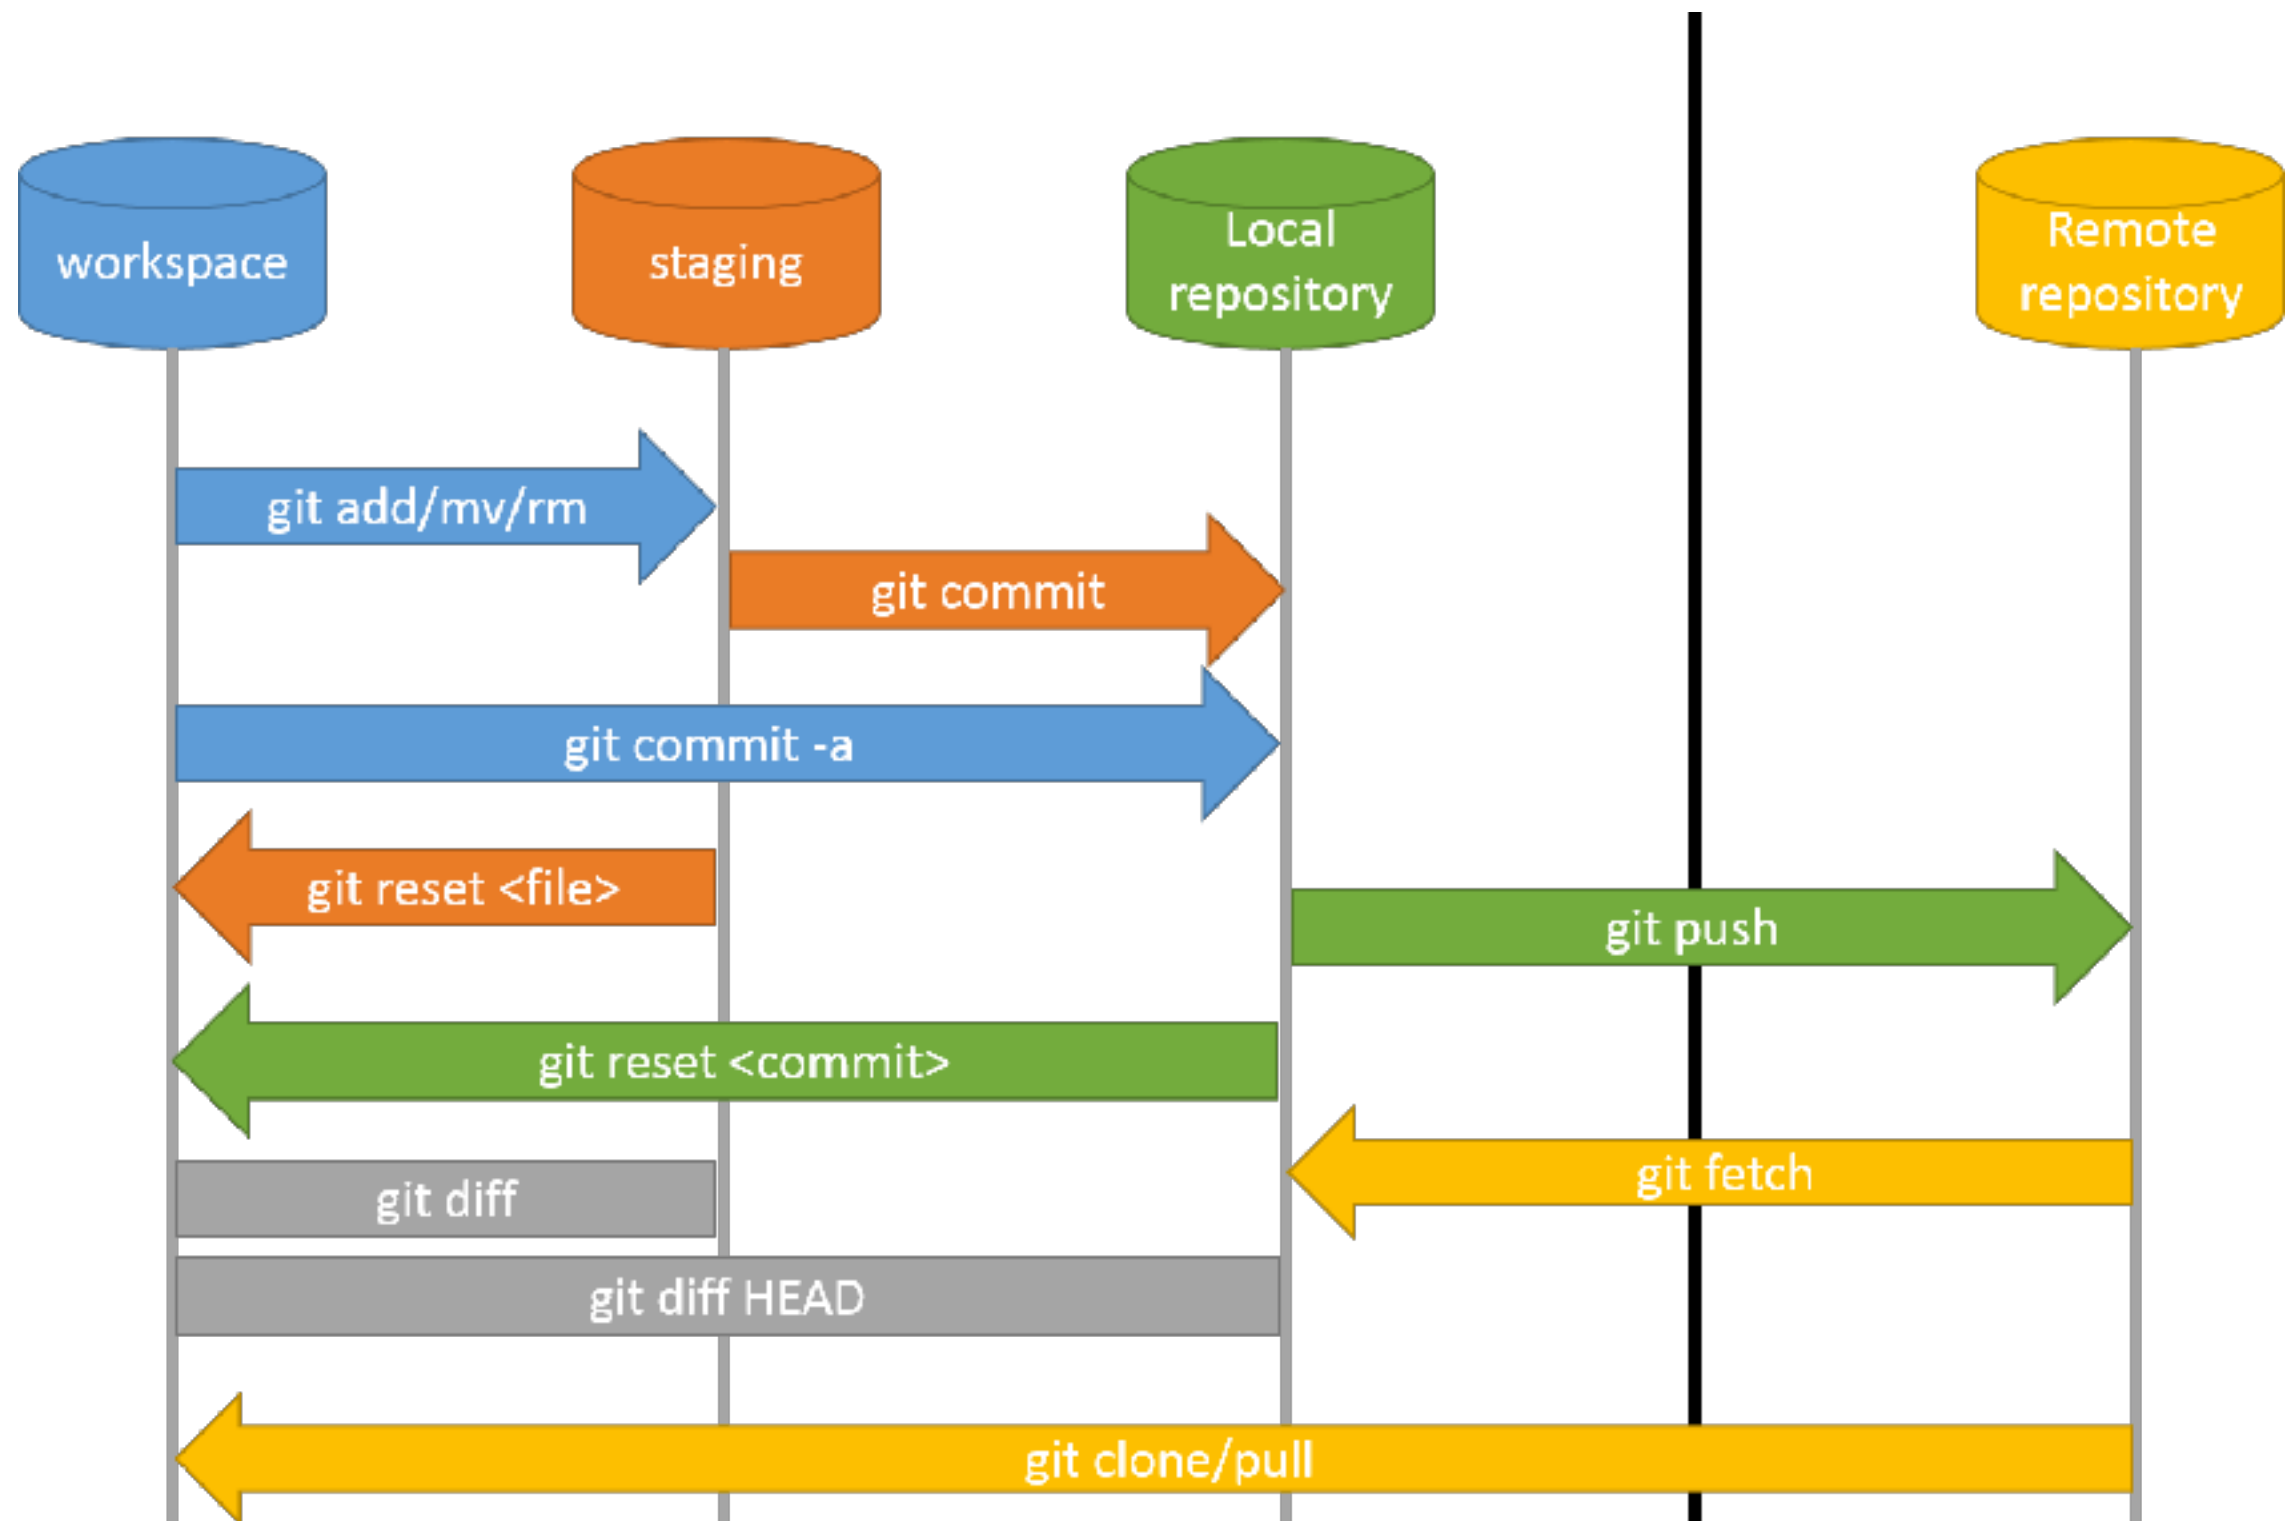 workspace
staging
Local
repository
Remote
repository
git add/mv/rm
git commit
git commit -a
git reset <file>
git push
git reset <commit>
git fetch
git diff
git diff HEAD
git clone/pull